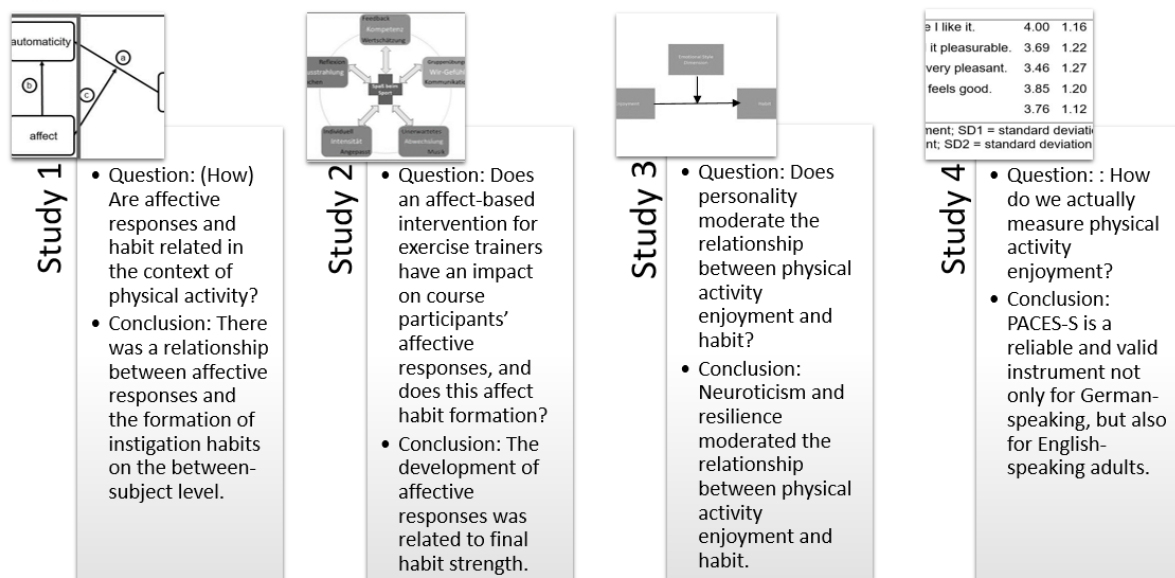 automaticity
a
b
c
affect
Study 1
• Question: (How)
Are affective
responses and
habit related in
the context of
physical activity?
• Conclusion: There
was a relationship
between affective
responses and
the formation of
instigation habits
on the between-
subject level.
Feedback
Kompetenz
Wertschätzung
Reflexion
Gruppenübung
Wir-Gefühl
Kommunikation
Spaß beim
Sport
Individuell
Intensität
Angepasst
Unerwartetes
Abwechslung
Musik
Study 2
• Question: Does
an affect-based
intervention for
exercise trainers
have an impact
on course
participants’
affective
responses, and
does this affect
habit formation?
• Conclusion: The
development of
affective
responses was
related to final
habit strength.
Emotional Style
Dimension
Habit
Study 3
• Question: Does
personality
moderate the
relationship
between physical
activity
enjoyment and
habit?
• Conclusion:
Neuroticism and
resilience
moderated the
relationship
between physical
activity
enjoyment and
habit.
e I like it. 4.00 1.16
it pleasurable. 3.69 1.22
very pleasant. 3.46 1.27
feels good. 3.85 1.20
3.76 1.12
ment; SD1 = standard deviati
nt; SD2 = standard deviation
Study 4
• Question: : How
do we actually
measure physical
activity
enjoyment?
• Conclusion:
PACES-S is a
reliable and valid
instrument not
only for German-
speaking, but also
for English-
speaking adults.